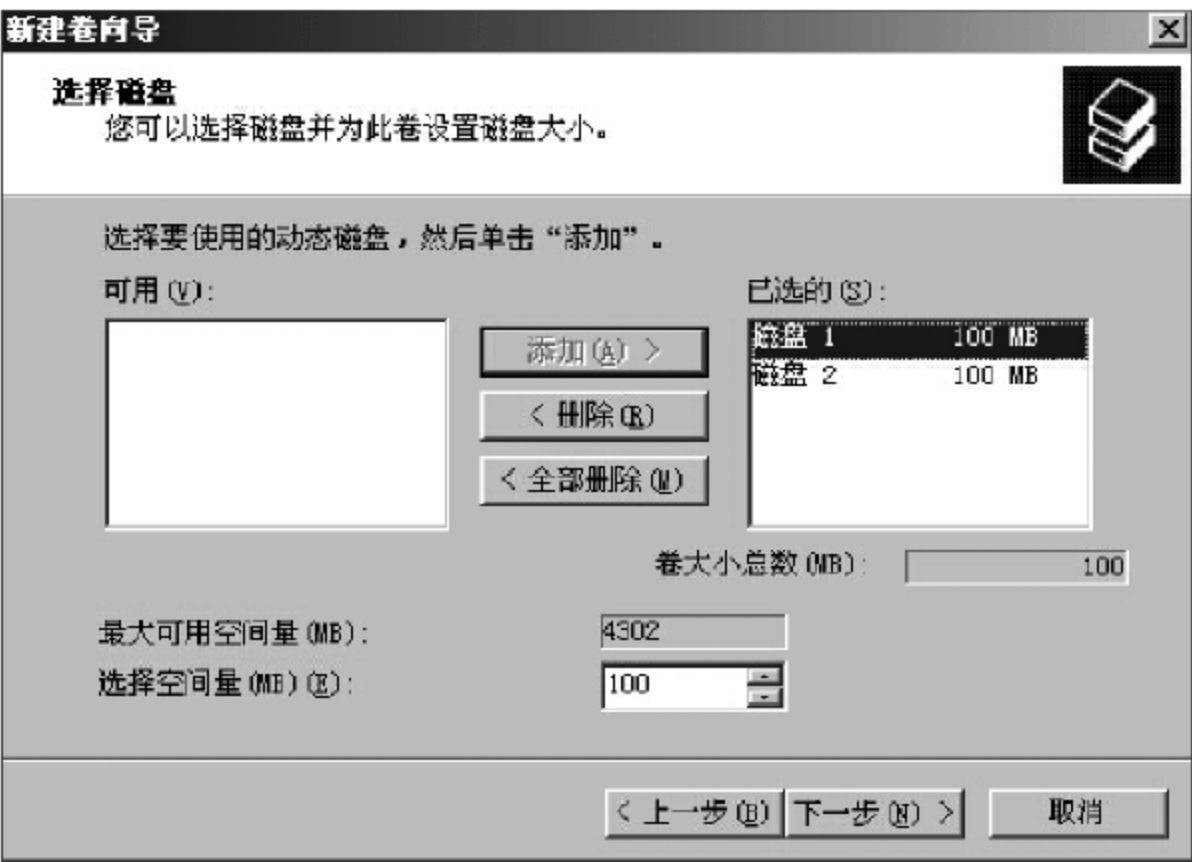 新建卷向导
选择磁盘
您可以选择磁盘并为此卷设置磁盘大小。
选择要使用的动态磁盘，然后单击“添加”。
可用(V): 已选的(S):
添加(A) >
< 删除(R)
< 全部删除(M)
磁盘 1 100 MB
磁盘 2 100 MB
卷大小总数(MB): 100
最大可用空间量(MB): 4302
选择空间量(MB)(E): 100
< 上一步(B) 下一步(N) > 取消